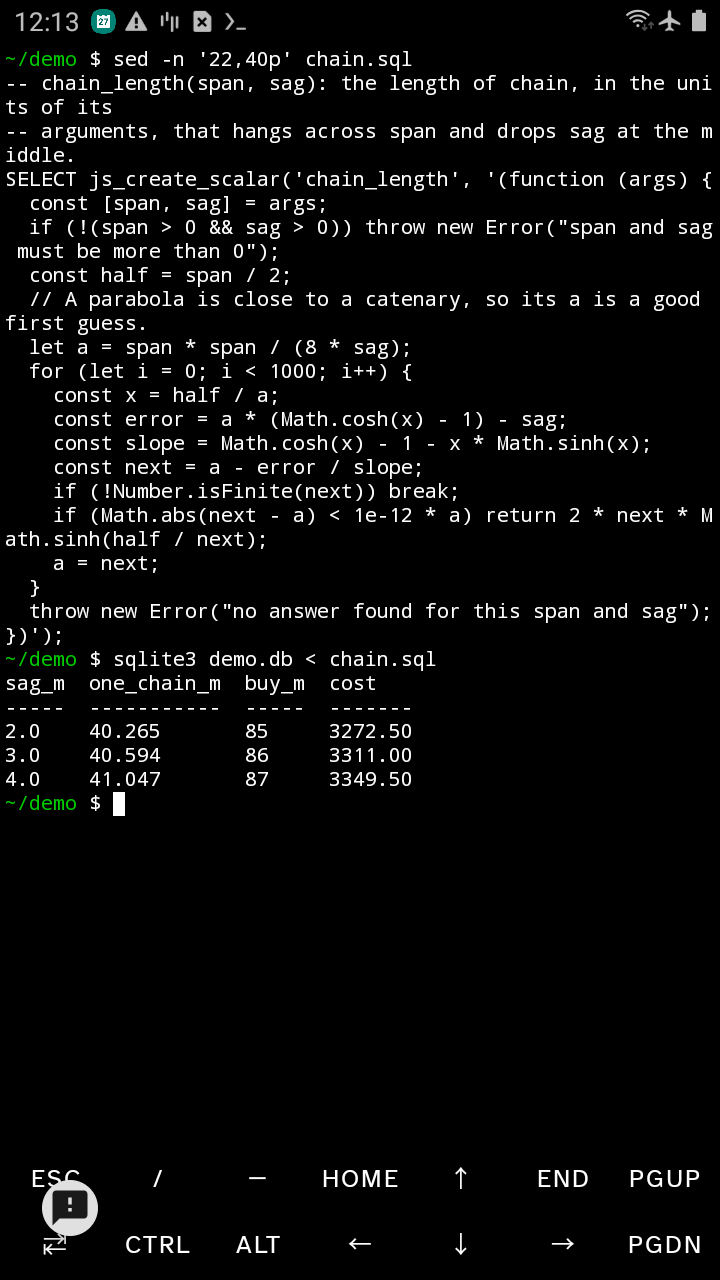 12:13
27
~/demo $ sed -n '22,40p' chain.sql
-- chain_length(span, sag): the length of chain, in the uni
ts of its
-- arguments, that hangs across span and drops sag at the m
iddle.
SELECT js_create_scalar('chain_length', '(function (args) {
  const [span, sag] = args;
  if (!(span > 0 && sag > 0)) throw new Error("span and sag
 must be more than 0");
  const half = span / 2;
  // A parabola is close to a catenary, so its a is a good
first guess.
  let a = span * span / (8 * sag);
  for (let i = 0; i < 1000; i++) {
    const x = half / a;
    const error = a * (Math.cosh(x) - 1) - sag;
    const slope = Math.cosh(x) - 1 - x * Math.sinh(x);
    const next = a - error / slope;
    if (!Number.isFinite(next)) break;
    if (Math.abs(next - a) < 1e-12 * a) return 2 * next * M
ath.sinh(half / next);
    a = next;
  }
  throw new Error("no answer found for this span and sag");
})');
~/demo $ sqlite3 demo.db < chain.sql
sag_m  one_chain_m  buy_m  cost
-----  -----------  -----  -------
2.0    40.265       85     3272.50
3.0    40.594       86     3311.00
4.0    41.047       87     3349.50
~/demo $
ESC / — HOME ↑ END PGUP
CTRL ALT ← ↓ → PGDN